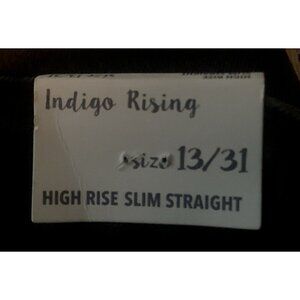 Indigo Rising
size 13/31
HIGH RISE SLIM STRAIGHT